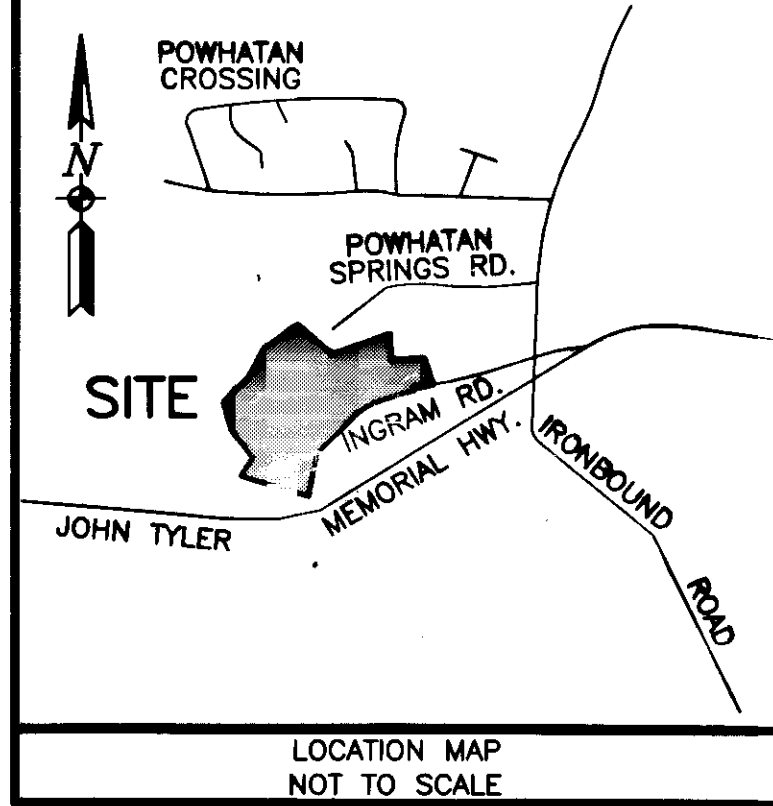 POWHATAN
CROSSING
N
POWHATAN
SPRINGS RD.
SITE
INGRAM RD.
MEMORIAL HWY.
IRONBOUND
JOHN TYLER
ROAD
LOCATION MAP
NOT TO SCALE